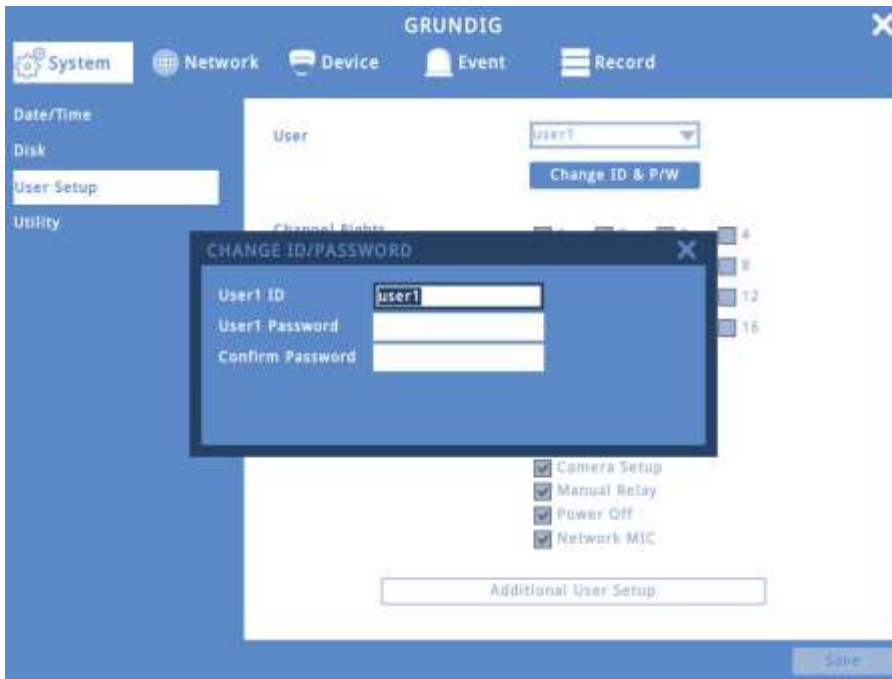 GRUNDIG
System Network Device Event Record
Date/Time
Disk
User Setup
Utility
User user1
Change ID & P/W
Channel Rights 4
8
12
16
CHANGE ID/PASSWORD
User1 ID user1
User1 Password
Confirm Password
Camera Setup
Manual Relay
Power Off
Network MIC
Additional User Setup
Save